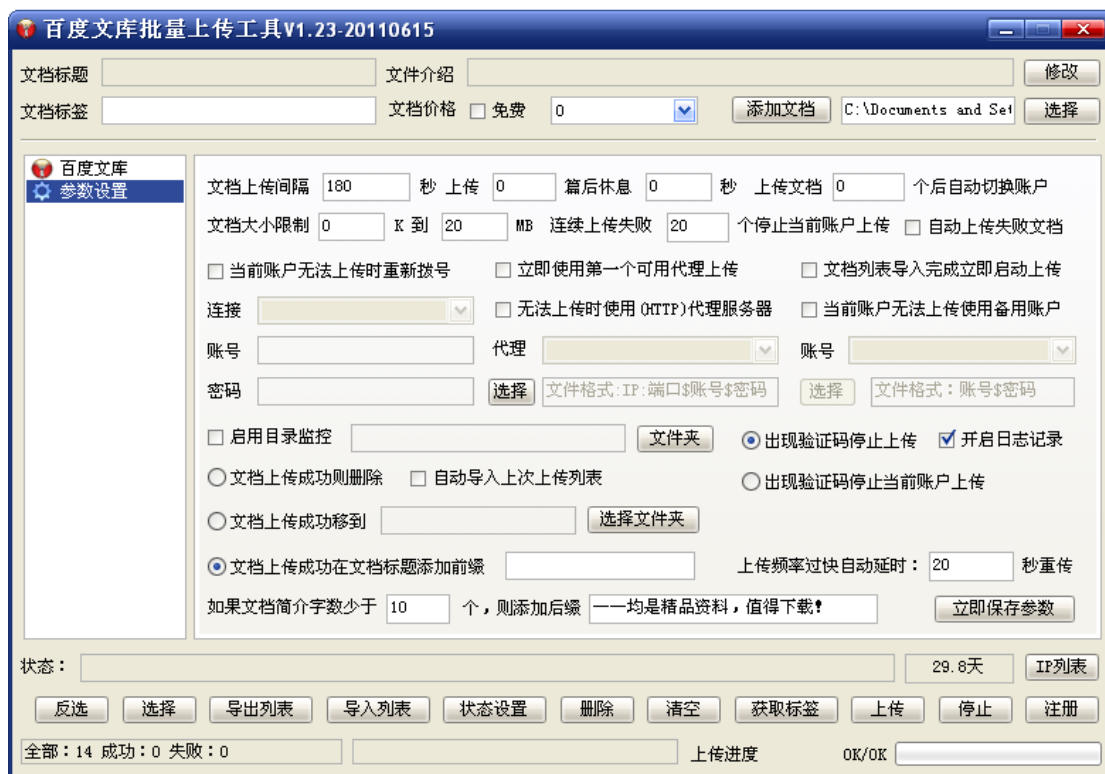 百度文库批量上传工具V1.23-20110615
文档标题 文件介绍 修改
文档标签 文档价格 免费 0 添加文档 C:\Documents and Set 选择
百度文库
参数设置
文档上传间隔 180 秒 上传 0 篇后休息 0 秒 上传文档 0 个后自动切换账户
文档大小限制 0 K 到 20 MB 连续上传失败 20 个停止当前账户上传 自动上传失败文档
当前账户无法上传时重新拨号 立即使用第一个可用代理上传 文档列表导入完成立即启动上传
连接 无法上传时使用(HTTP)代理服务器 当前账户无法上传使用备用账户
账号 代理 账号
密码 选择 文件格式:IP:端口$账号$密码 选择 文件格式:账号$密码
启用目录监控 文件夹 出现验证码停止上传 开启日志记录
文档上传成功则删除 自动导入上次上传列表 出现验证码停止当前账户上传
文档上传成功移到 选择文件夹
文档上传成功在文档标题添加前缀 上传频率过快自动延时: 20 秒重传
如果文档简介字数少于 10 个,则添加后缀 ——均是精品资料,值得下载! 立即保存参数
状态: 29.8天 IP列表
反选 选择 导出列表 导入列表 状态设置 删除 清空 获取标签 上传 停止 注册
全部:14 成功:0 失败:0 上传进度 OK/OK